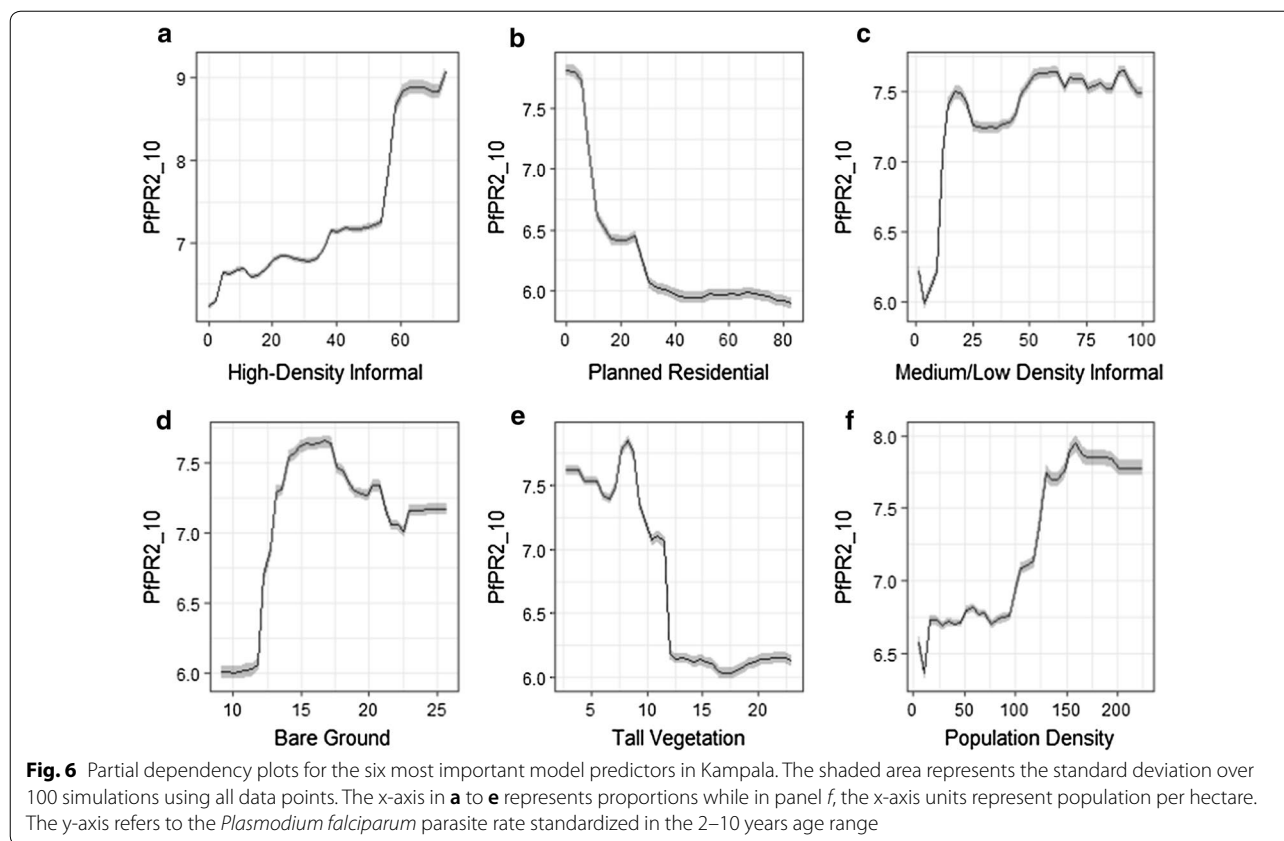 a
PfPR2_10
9
8
7
0 20 40 60
High-Density Informal
b
PfPR2_10
7.5
7.0
6.5
6.0
0 20 40 60 80
Planned Residential
c
PfPR2_10
7.5
7.0
6.5
6.0
0 25 50 75 100
Medium/Low Density Informal
d
PfPR2_10
7.5
7.0
6.5
6.0
10 15 20 25
Bare Ground
e
PfPR2_10
7.5
7.0
6.5
6.0
5 10 15 20
Tall Vegetation
f
PfPR2_10
8.0
7.5
7.0
6.5
0 50 100 150 200
Population Density
Fig. 6 Partial dependency plots for the six most important model predictors in Kampala. The shaded area represents the standard deviation over
100 simulations using all data points. The x-axis in a to e represents proportions while in panel f, the x-axis units represent population per hectare.
The y-axis refers to the Plasmodium falciparum parasite rate standardized in the 2–10 years age range